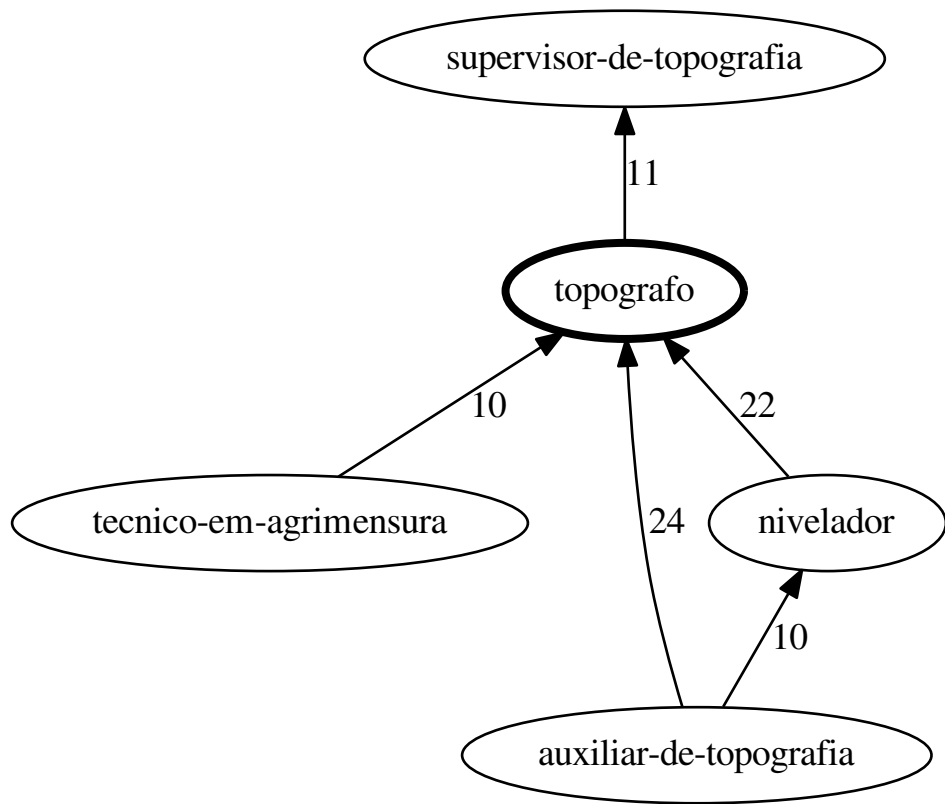 supervisor-de-topografia
11
topografo
10
22
tecnico-em-agrimensura
24
nivelador
10
auxiliar-de-topografia